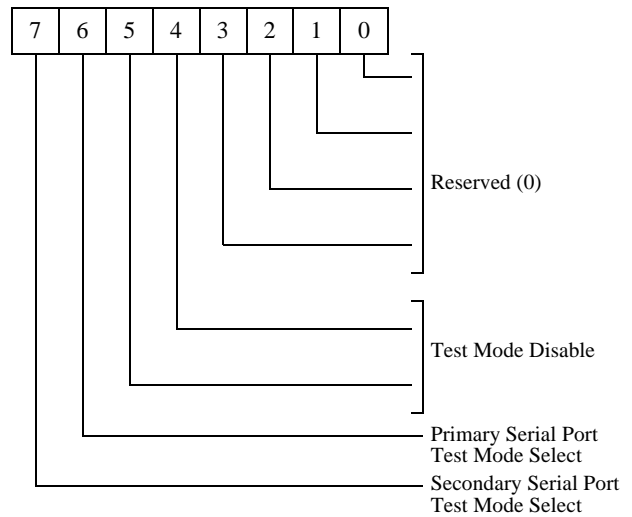 7 6 5 4 3 2 1 0
Reserved (0)
Test Mode Disable
Primary Serial Port
Test Mode Select
Secondary Serial Port
Test Mode Select